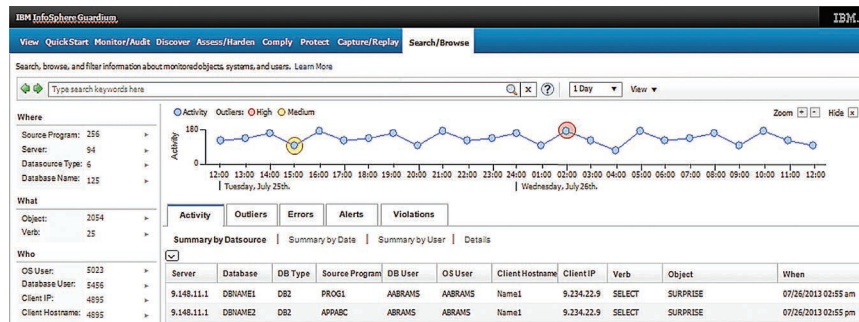 IBM InfoSphere Guardium
IBM.
View QuickStart Monitor/Audit Discover Assess/Harden Comply Protect Capture/Replay Search/Browse
Search, browse, and filter information about monitored objects, systems, and users. Learn More
Type search keywords here x ? 1 Day View
Where
Source Program: 256
Server: 94
Datasource Type: 6
Database Name: 125
What
Object: 2054
Verb: 25
Who
OS User: 5023
Database User: 5456
Client IP: 4895
Client Hostname: 4895
Activity Outliers: High Medium Zoom + - Hide x
Activity
180
0
12:00 13:00 14:00 15:00 16:00 17:00 18:00 19:00 20:00 21:00 22:00 23:00 24:00 01:00 02:00 03:00 04:00 05:00 06:00 07:00 08:00 09:00 10:00 11:00 12:00
Tuesday, July 25th. Wednesday, July 26th.
Activity Outliers Errors Alerts Violations
Summary by Datsource | Summary by Date | Summary by User | Details
Server Database DB Type Source Program DB User OS User Client Hostname Client IP Verb Object When
9.148.11.1 DBNAME1 DB2 PROG1 AABRAMS AABRAMS Name1 9.234.22.9 SELECT SURPRISE 07/26/2013 02:55 am
9.148.11.1 DBNAME2 DB2 APPABC ABRAMS ABRAMS Name1 9.234.22.9 SELECT SURPRISE 07/26/2013 02:55 pm